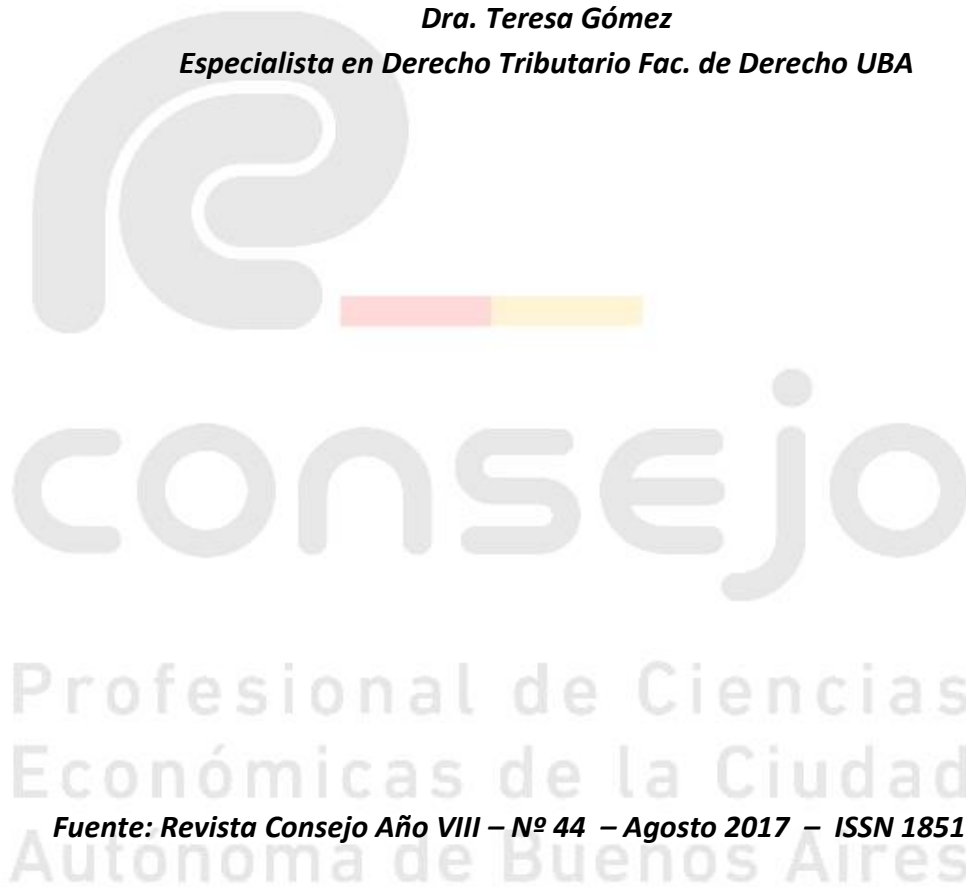 Dra. Teresa Gómez
Especialista en Derecho Tributario Fac. de Derecho UBA
consejo
Profesional de Ciencias
Económicas de la Ciudad
Fuente: Revista Consejo Año VIII – Nº 44 – Agosto 2017 – ISSN 1851
Autónoma de Buenos Aires